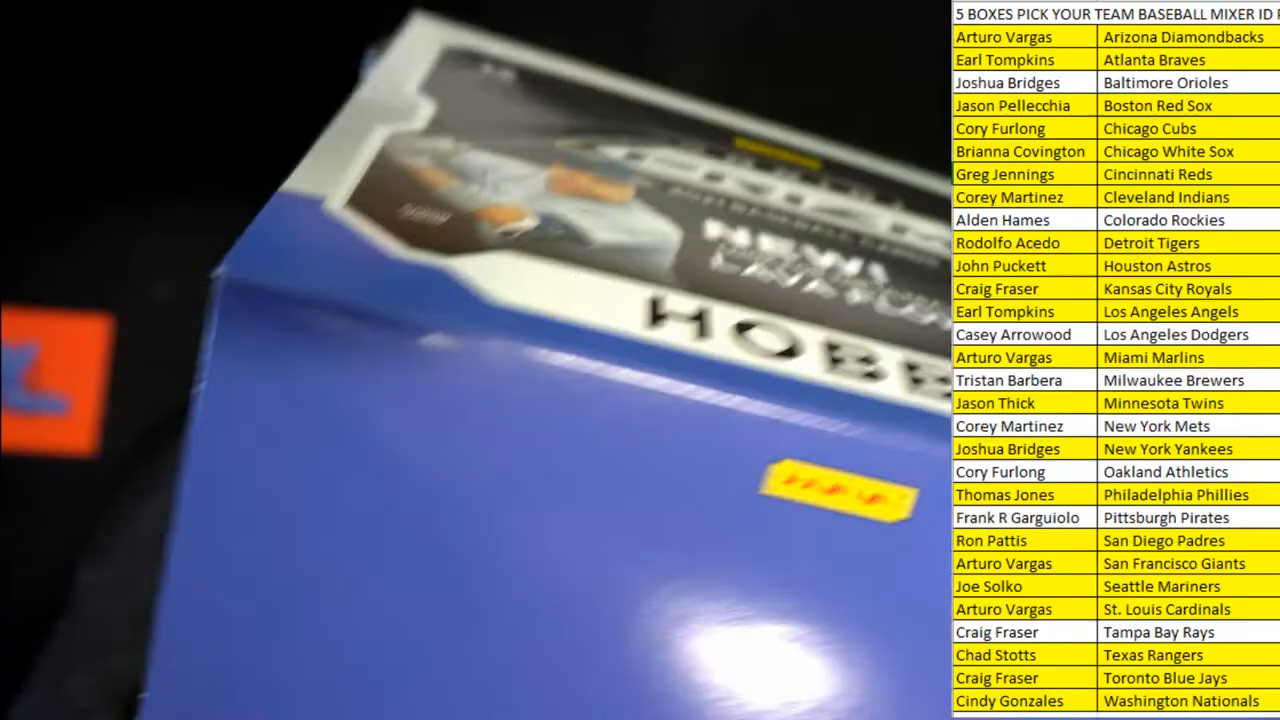 HOBB
5 BOXES PICK YOUR TEAM BASEBALL MIXER ID
Arturo Vargas Arizona Diamondbacks
Earl Tompkins Atlanta Braves
Joshua Bridges Baltimore Orioles
Jason Pellecchia Boston Red Sox
Cory Furlong Chicago Cubs
Brianna Covington Chicago White Sox
Greg Jennings Cincinnati Reds
Corey Martinez Cleveland Indians
Alden Hames Colorado Rockies
Rodolfo Acedo Detroit Tigers
John Puckett Houston Astros
Craig Fraser Kansas City Royals
Earl Tompkins Los Angeles Angels
Casey Arrowood Los Angeles Dodgers
Arturo Vargas Miami Marlins
Tristan Barbera Milwaukee Brewers
Jason Thick Minnesota Twins
Corey Martinez New York Mets
Joshua Bridges New York Yankees
Cory Furlong Oakland Athletics
Thomas Jones Philadelphia Phillies
Frank R Garguiolo Pittsburgh Pirates
Ron Pattis San Diego Padres
Arturo Vargas San Francisco Giants
Joe Solko Seattle Mariners
Arturo Vargas St. Louis Cardinals
Craig Fraser Tampa Bay Rays
Chad Stotts Texas Rangers
Craig Fraser Toronto Blue Jays
Cindy Gonzales Washington Nationals